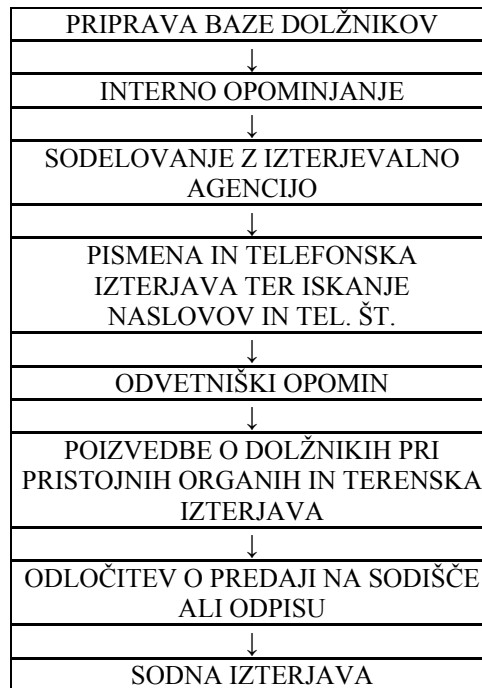 PRIPRAVA BAZE DOLŽNIKOV
↓
INTERNO OPOMINJANJE
↓
SODELOVANJE Z IZTERJEVALNO
AGENCIJO
↓
PISMENA IN TELEFONSKA
IZTERJAVA TER ISKANJE
NASLOVOV IN TEL. ŠT.
↓
ODVETNIŠKI OPOMIN
↓
POIZVEDBE O DOLŽNIKIH PRI
PRISTOJNIH ORGANIH IN TERENSKA
IZTERJAVA
↓
ODLOČITEV O PREDAJI NA SODIŠČE
ALI ODPISU
↓
SODNA IZTERJAVA